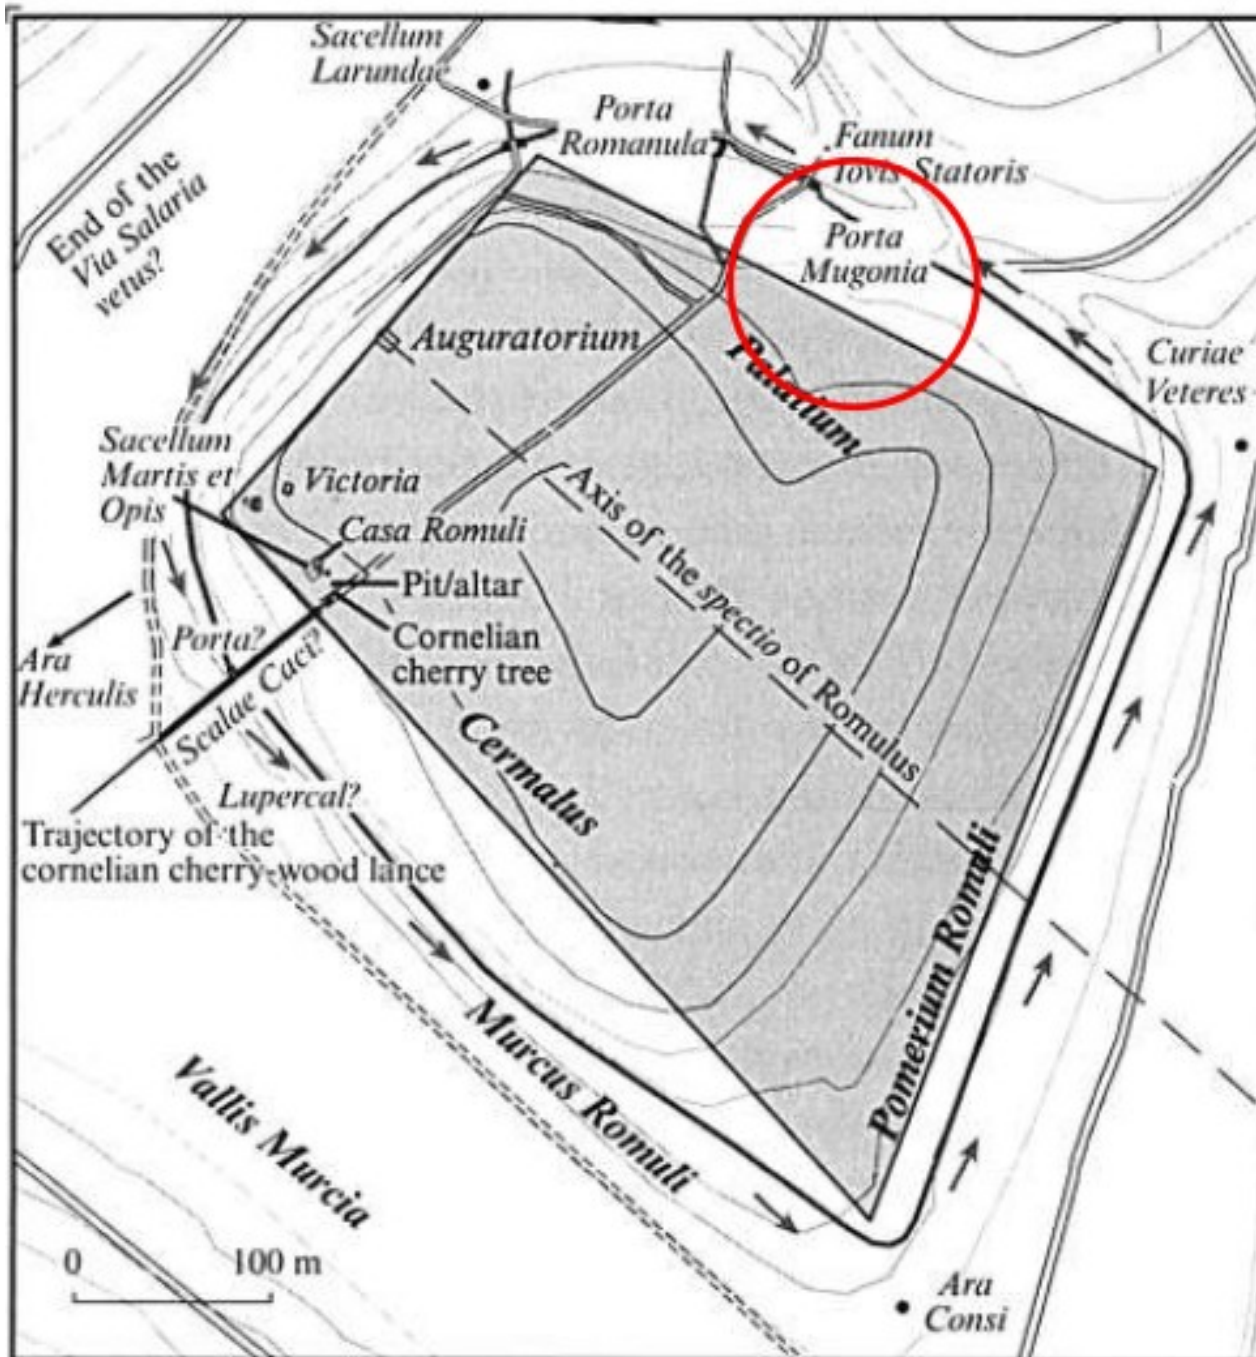 Sacellum
Larundae
Porta
Romanula
Fanum
Iovis Statoris
End of the
Via Salaria
vetus?
Porta
Mugonia
Auguratorium
Palatium
Curiae
Veteres
Sacellum
Martis et
Opis
Victoria
Casa Romuli
Axis of the spectio of Romulus
Pit/altar
Porta?
Cornelian
cherry tree
Ara
Herculis
Scalae Caci?
Cermalus
Lupercal?
Trajectory of the
cornelian cherry-wood lance
Pomerium Romuli
Murcus Romuli
Vallis Murcia
0 100 m
Ara
Consi